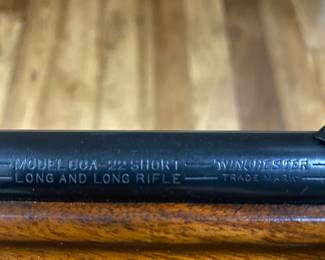 — MODEL 60A-22 SHORT — — WINCHESTER —
LONG AND LONG RIFLE TRADE MARK